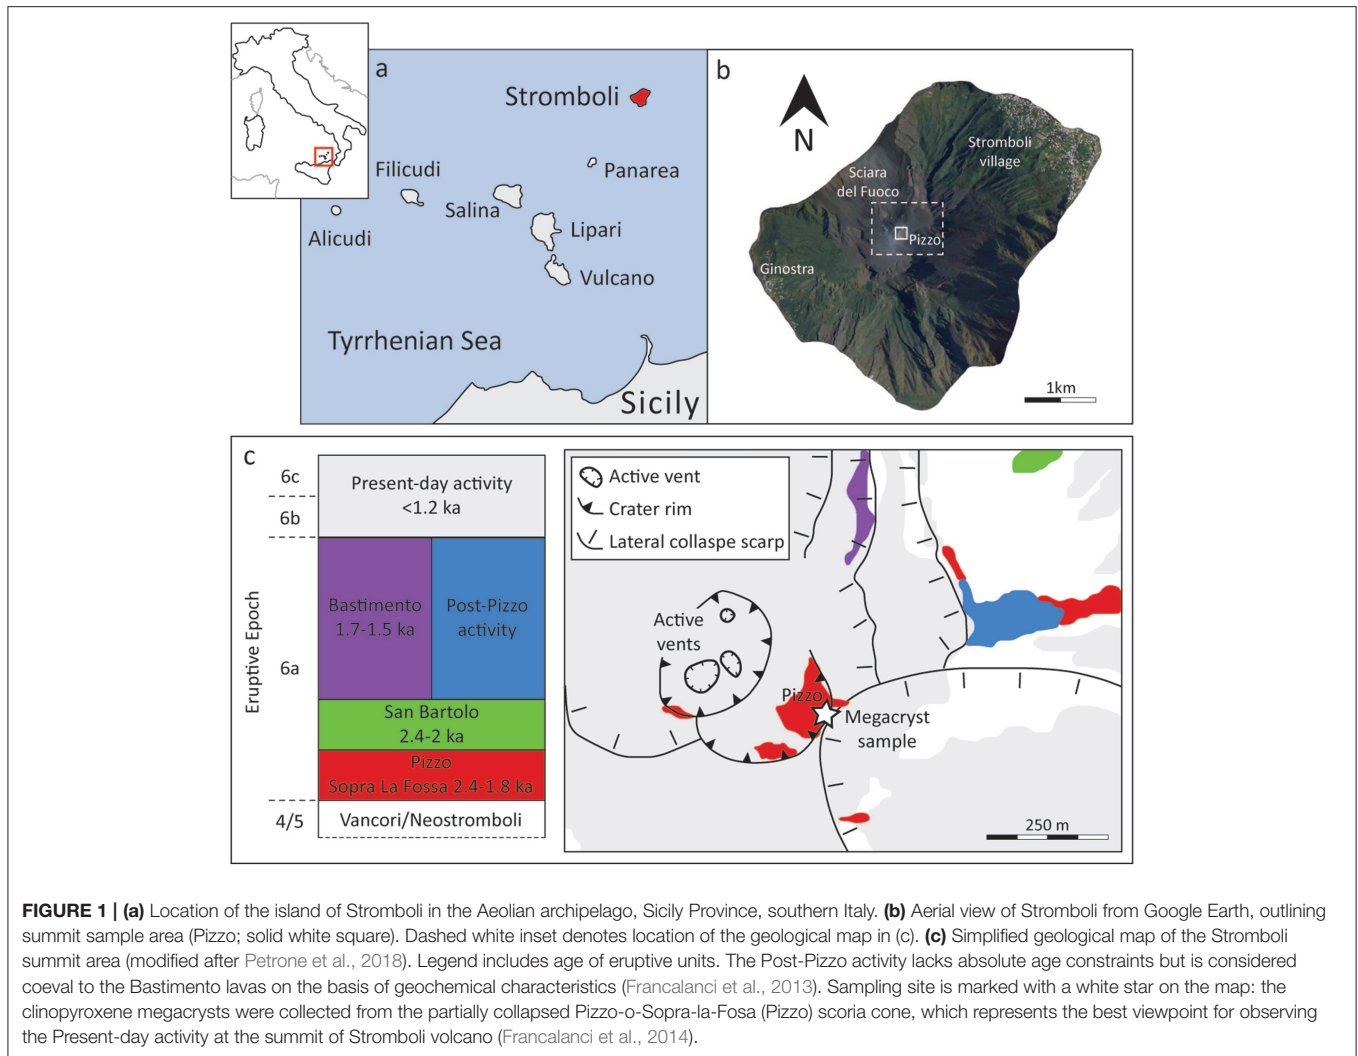 a
Stromboli
Filicudi
Panarea
Salina
Lipari
Alicudi
Vulcano
Tyrrhenian Sea
Sicily
b
N
Stromboli
village
Sciara
del Fuoco
Pizzo
Ginostra
1km
c
Eruptive Epoch
6c
6b
6a
4/5
Present-day activity
<1.2 ka
Bastimento
1.7-1.5 ka
Post-Pizzo
activity
San Bartolo
2.4-2 ka
Pizzo
Sopra La Fossa 2.4-1.8 ka
Vancori/Neostromboli
Active vent
Crater rim
Lateral collaspe scarp
Active
vents
Pizzo
Megacryst
sample
250 m
FIGURE 1 | (a) Location of the island of Stromboli in the Aeolian archipelago, Sicily Province, southern Italy. (b) Aerial view of Stromboli from Google Earth, outlining
summit sample area (Pizzo; solid white square). Dashed white inset denotes location of the geological map in (c). (c) Simplified geological map of the Stromboli
summit area (modified after Petrone et al., 2018). Legend includes age of eruptive units. The Post-Pizzo activity lacks absolute age constraints but is considered
coeval to the Bastimento lavas on the basis of geochemical characteristics (Francalanci et al., 2013). Sampling site is marked with a white star on the map: the
clinopyroxene megacrysts were collected from the partially collapsed Pizzo-o-Sopra-la-Fosa (Pizzo) scoria cone, which represents the best viewpoint for observing
the Present-day activity at the summit of Stromboli volcano (Francalanci et al., 2014).